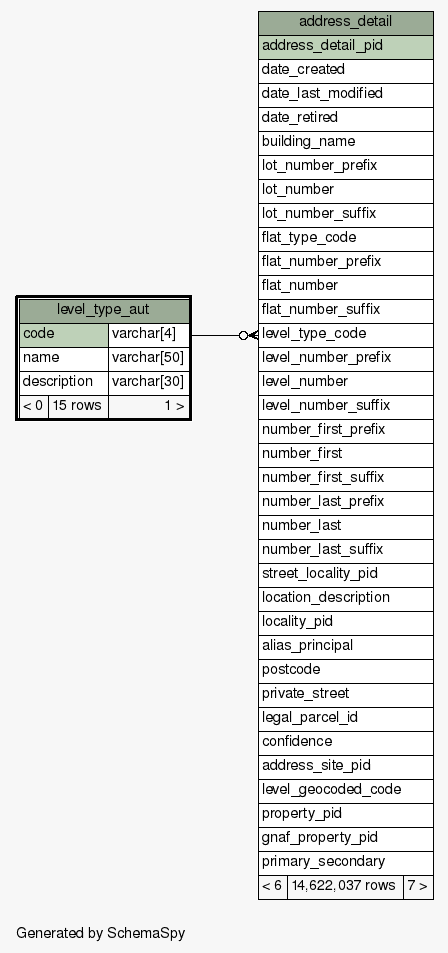 level_type_aut
code varchar[4]
name varchar[50]
description varchar[30]
< 0 15 rows 1 >
address_detail
address_detail_pid
date_created
date_last_modified
date_retired
building_name
lot_number_prefix
lot_number
lot_number_suffix
flat_type_code
flat_number_prefix
flat_number
flat_number_suffix
level_type_code
level_number_prefix
level_number
level_number_suffix
number_first_prefix
number_first
number_first_suffix
number_last_prefix
number_last
number_last_suffix
street_locality_pid
location_description
locality_pid
alias_principal
postcode
private_street
legal_parcel_id
confidence
address_site_pid
level_geocoded_code
property_pid
gnaf_property_pid
primary_secondary
< 6 14,622,037 rows 7 >
Generated by SchemaSpy